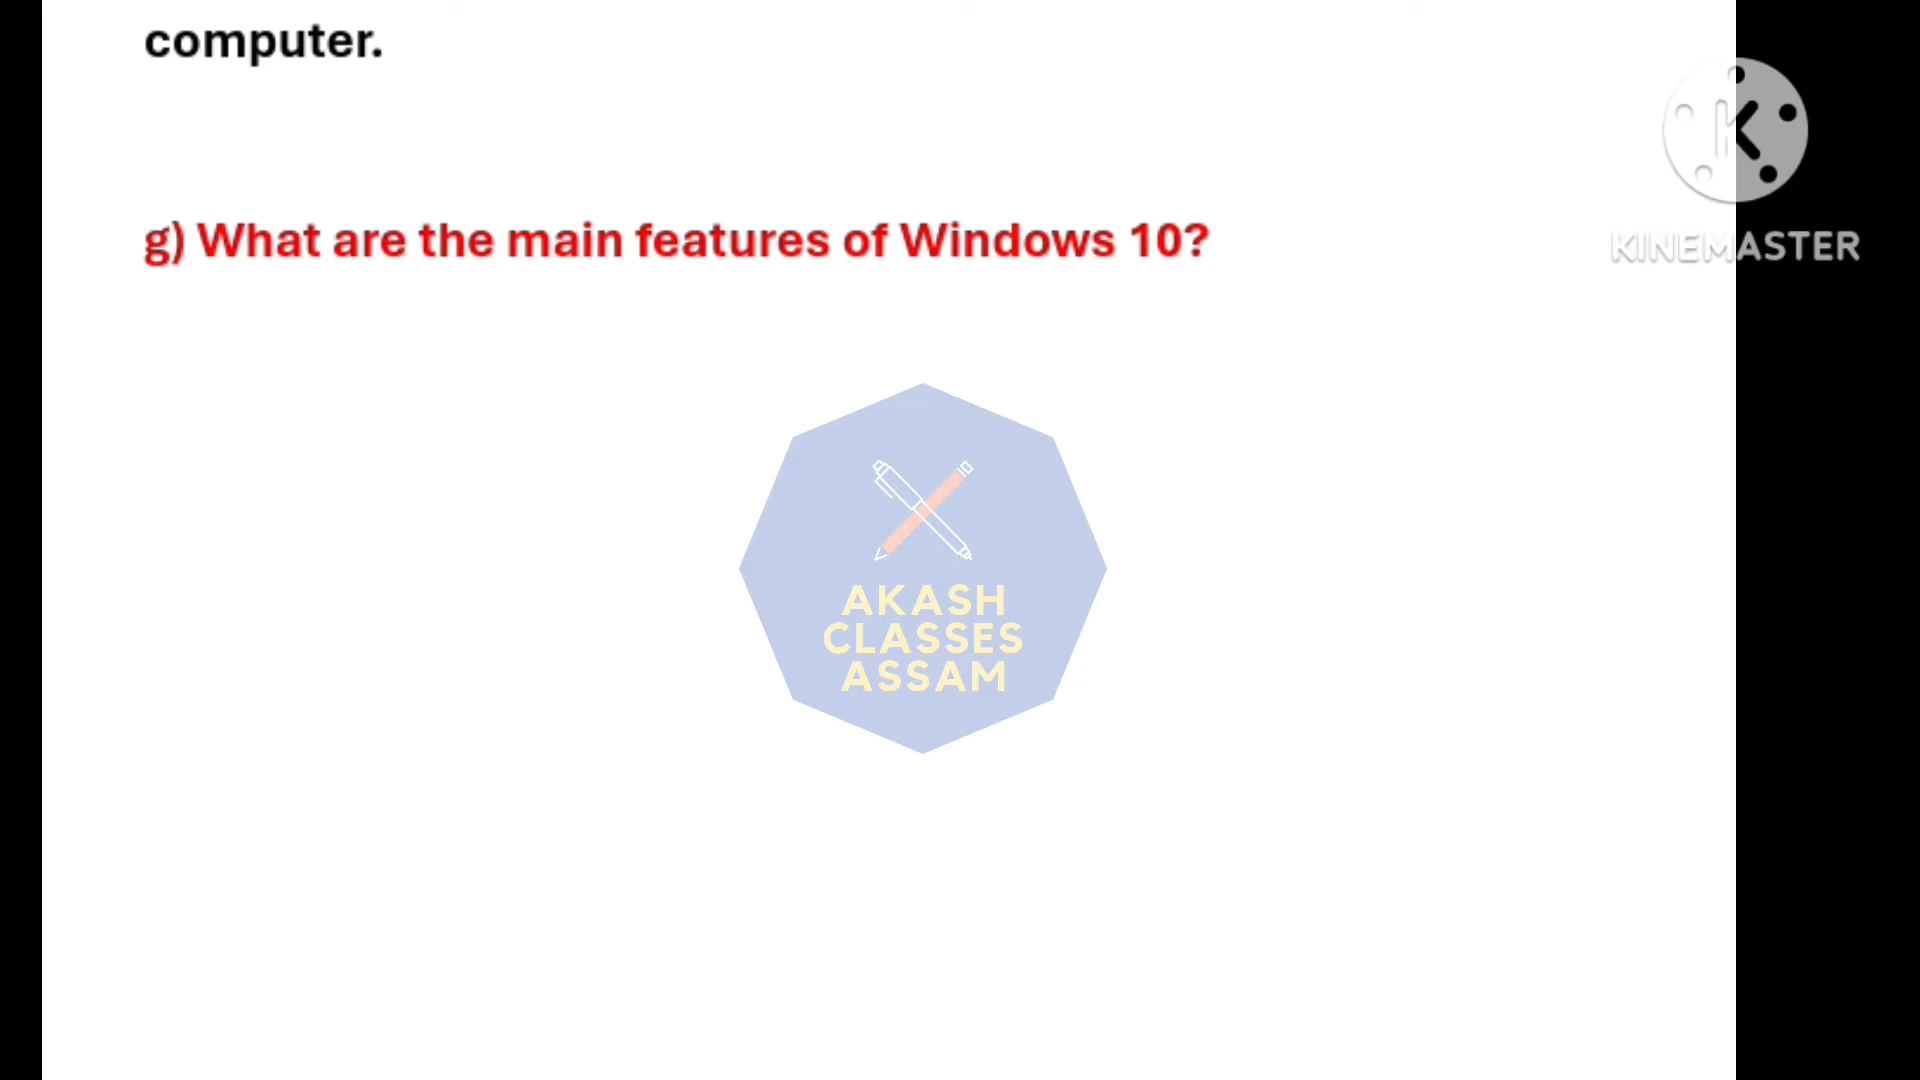 computer.
K
KINEMASTER
g) What are the main features of Windows 10?
AKASH
CLASSES
ASSAM